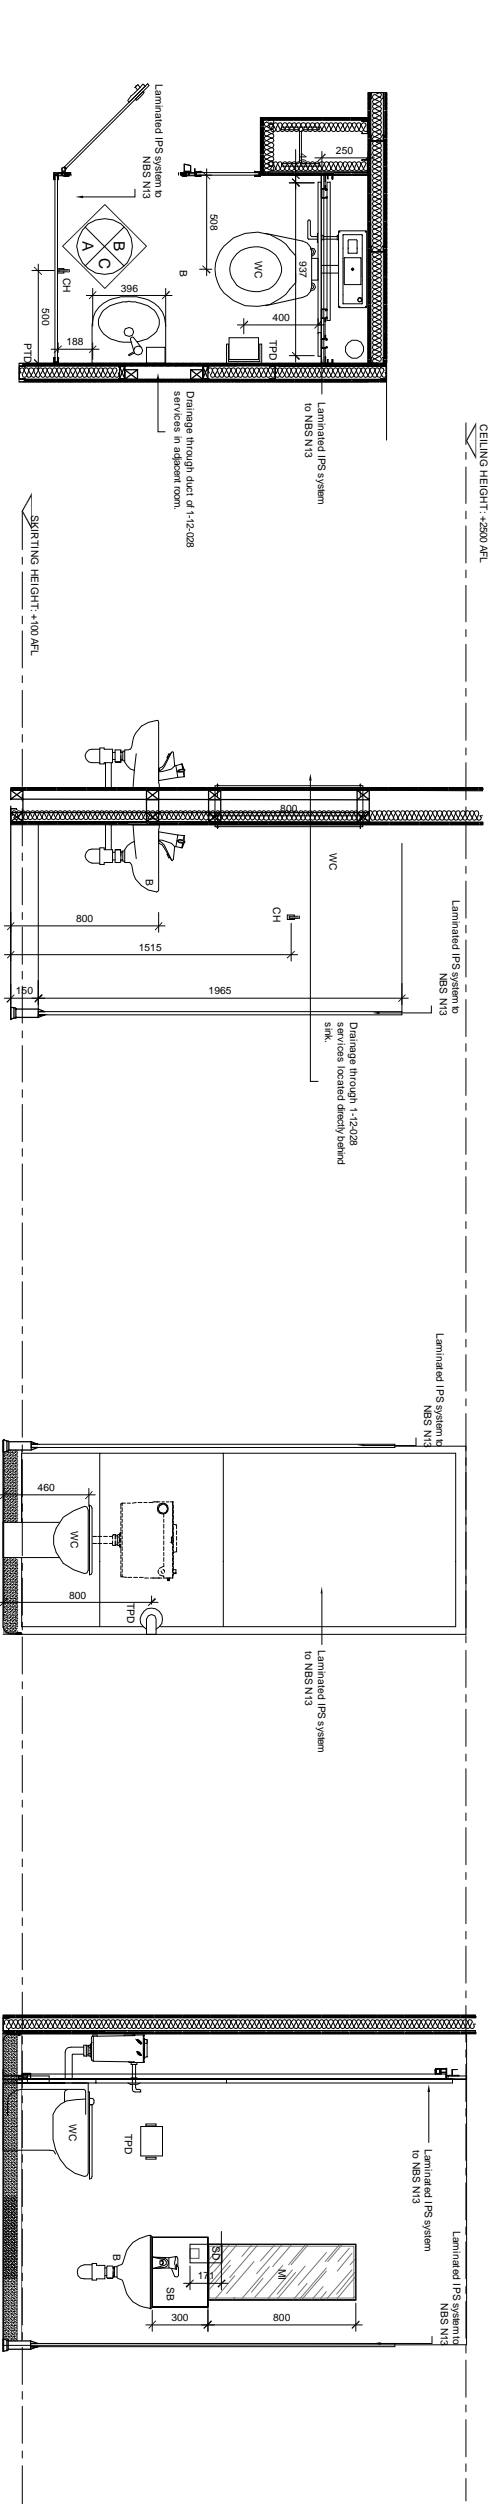 CEILING HEIGHT: +2500 AFL
SKIRTING HEIGHT: +100 AFL
Laminated IPS system to
NBS N13
250
937
508
WC
B
400
TPD
396
188
500
CH
PTD
A
B
C
Laminated IPS system
to NBS N13
Drainage through duct of 1-12-028
services in adjacent room.
800
WC
B
CH
800
1515
150
1965
Laminated IPS system to
NBS N13
Drainage through 1-12-028
services located directly behind
sink.
Laminated IPS system to
NBS N13
460
WC
800
TPD
Laminated IPS system
to NBS N13
WC
TPD
Laminated IPS system
to NBS N13
B
SB
SD
171
MI
300
800
Laminated IPS system to
NBS N13